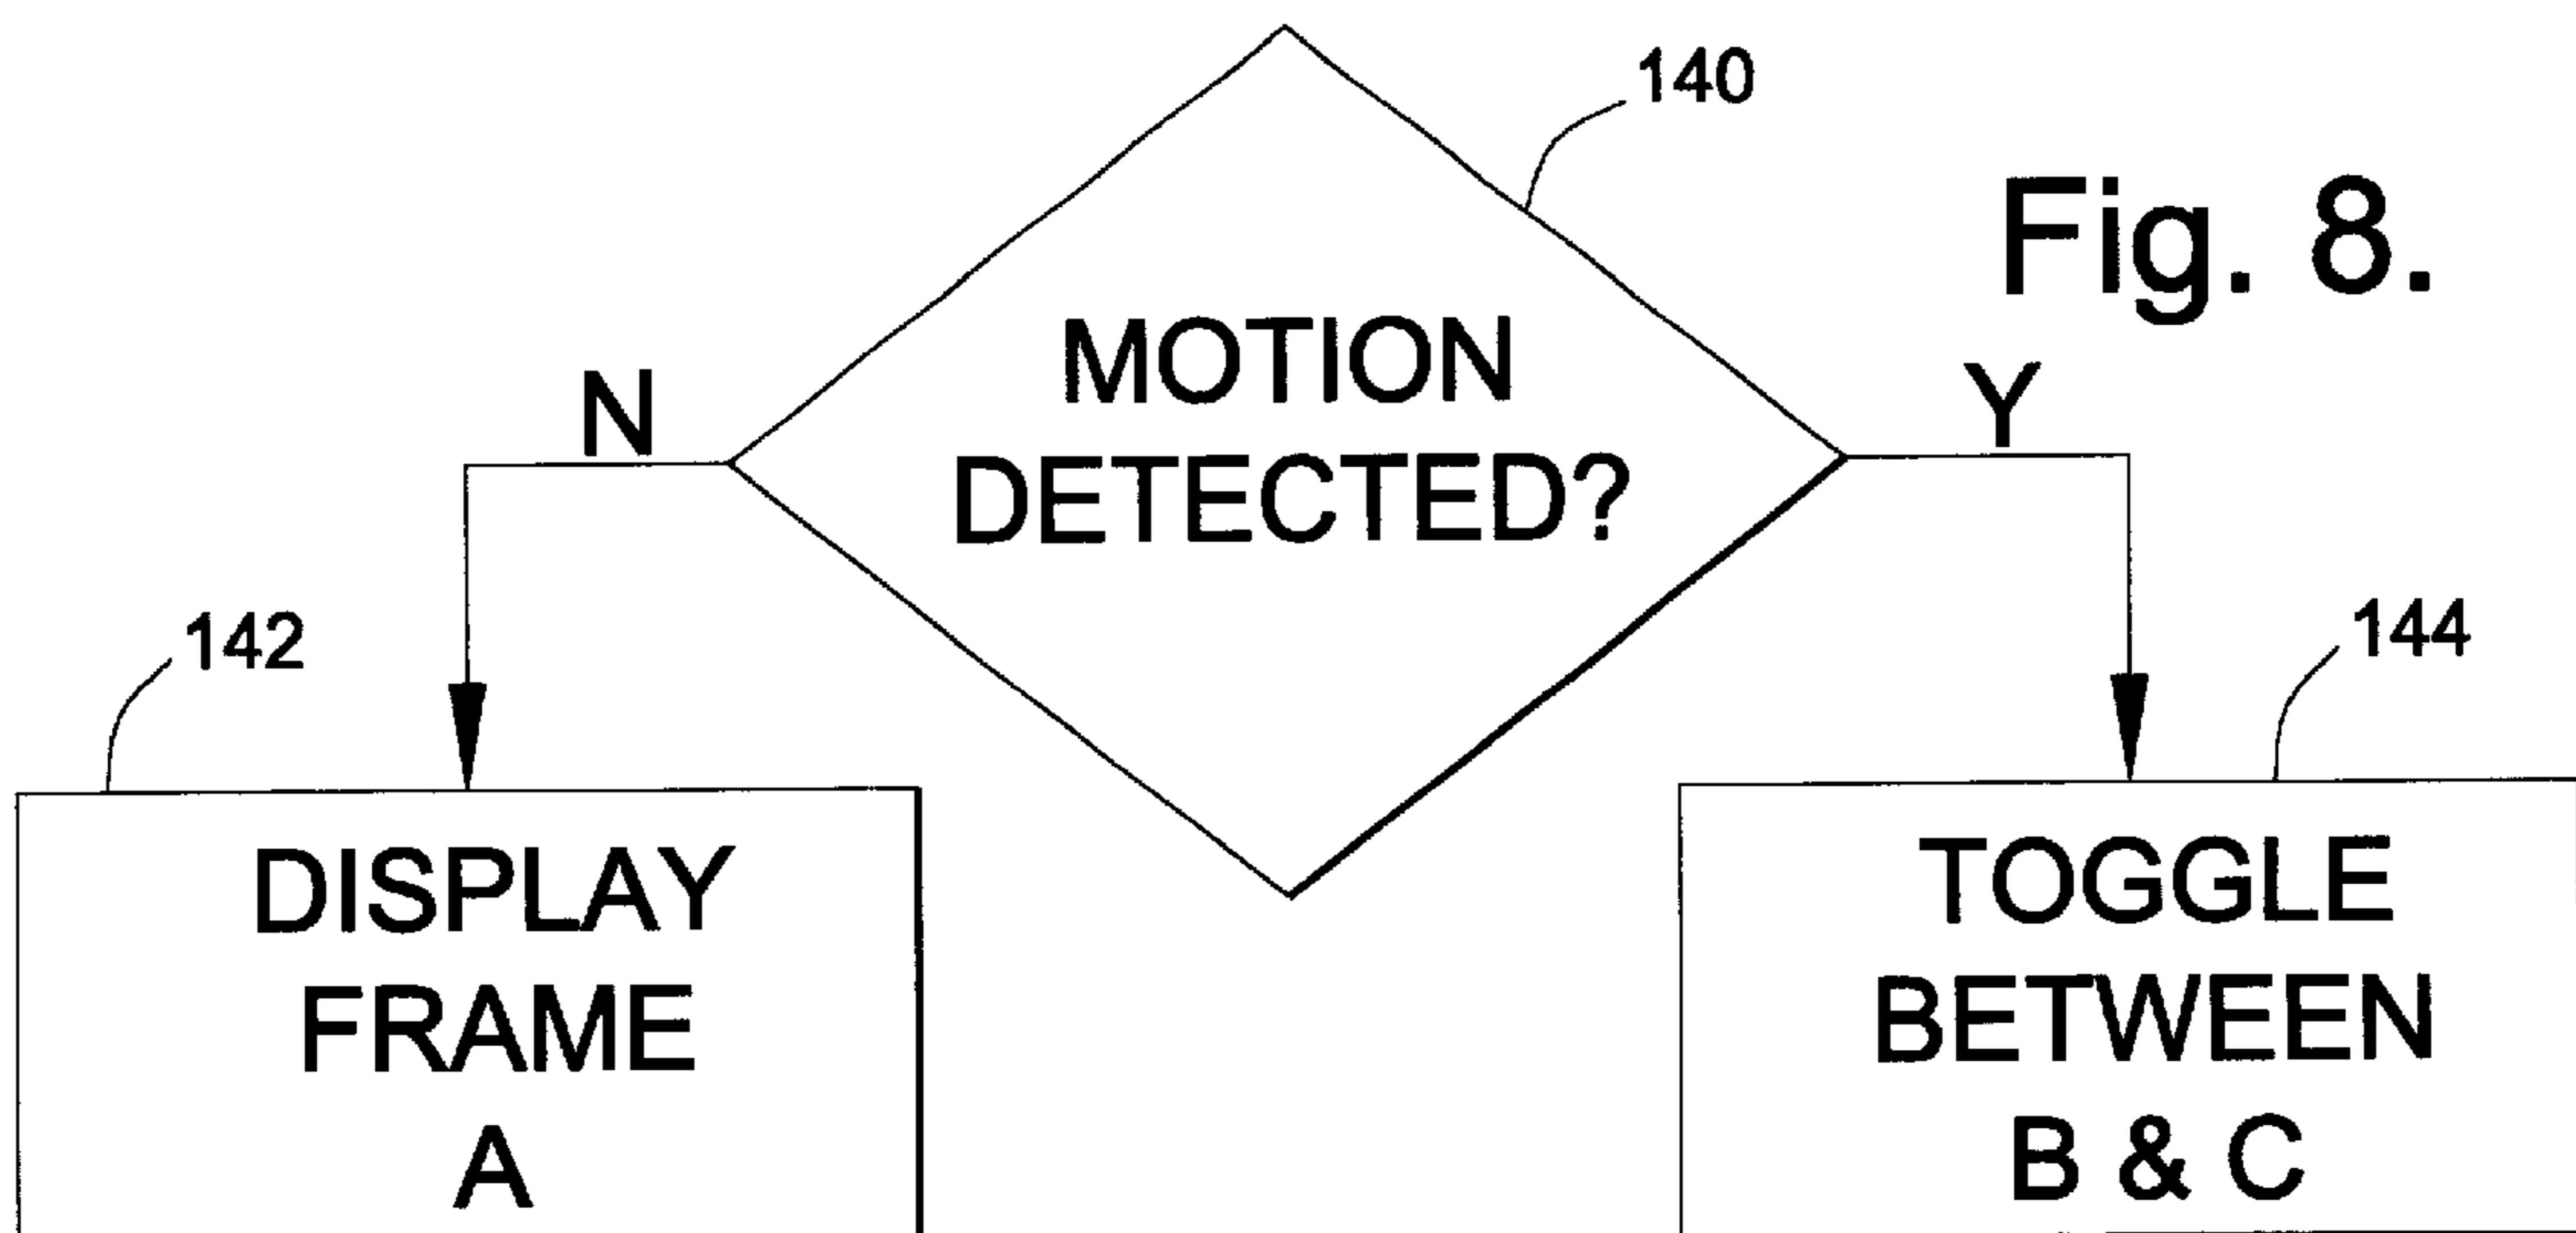 140
Fig. 8.
MOTION
DETECTED?
N
Y
142
144
DISPLAY
FRAME
A
TOGGLE
BETWEEN
B & C